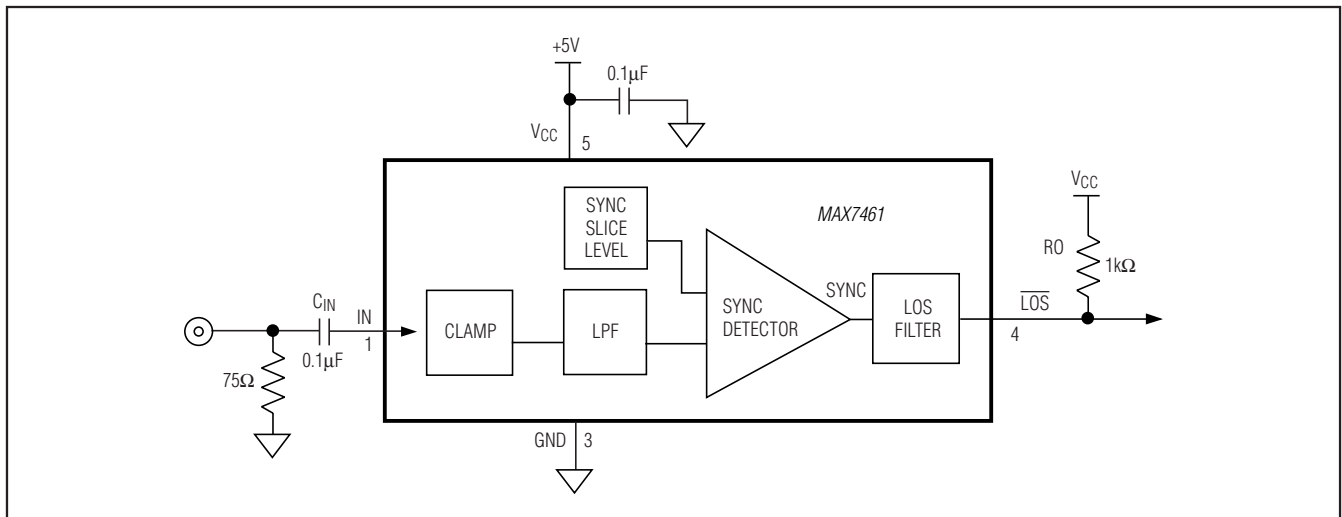 +5V
0.1µF
VCC
5
SYNC
SLICE
LEVEL
MAX7461
VCC
RO
1kΩ
CIN
IN
1
0.1µF
75Ω
CLAMP
LPF
SYNC
DETECTOR
SYNC
LOS
FILTER
LOS
4
GND
3